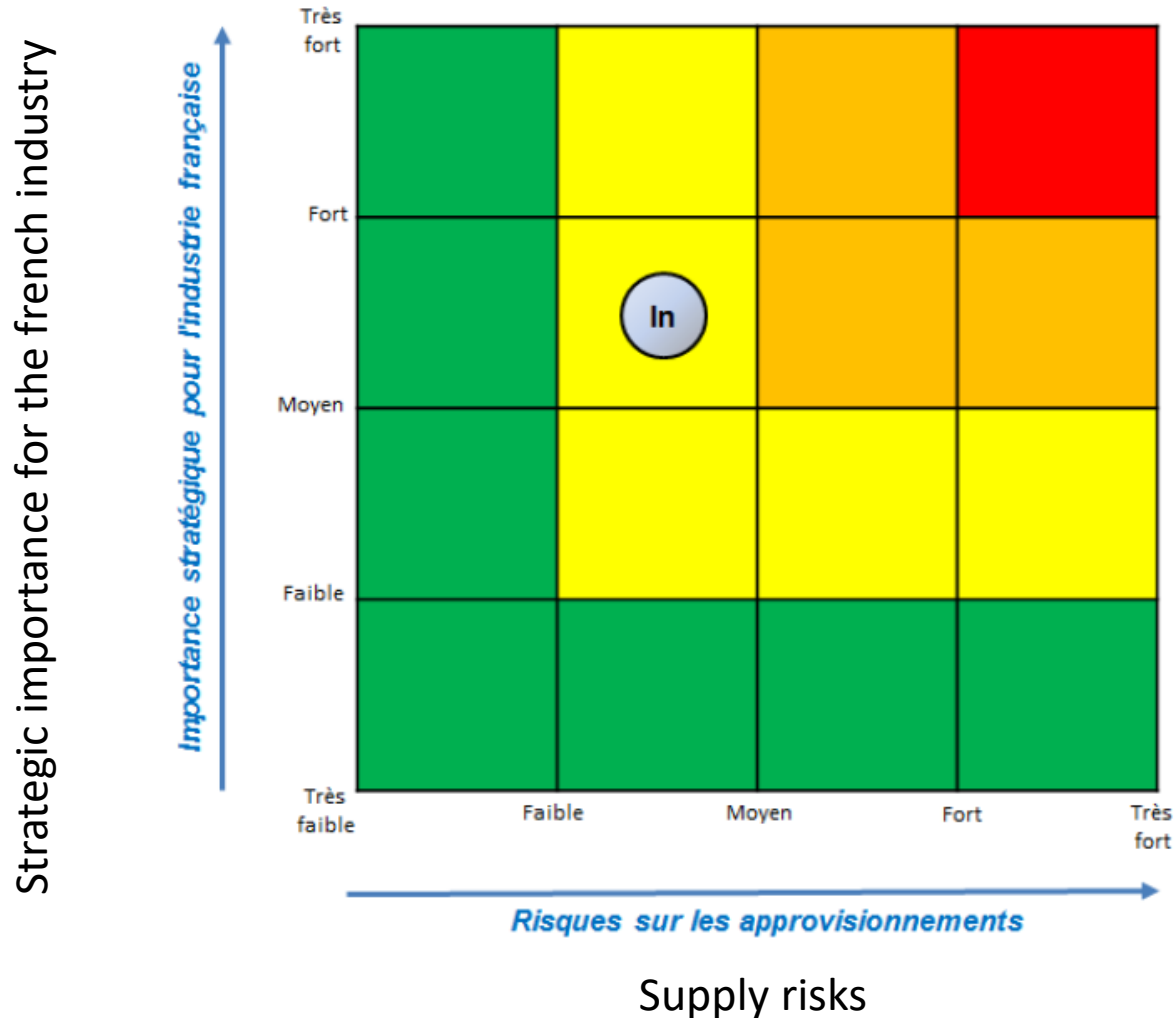 Strategic importance for the french industry
Importance stratégique pour l'industrie française
Très
fort
Fort
In
Moyen
Faible
Très
faible
Faible
Moyen
Fort
Très
fort
Risques sur les approvisionnements
Supply risks